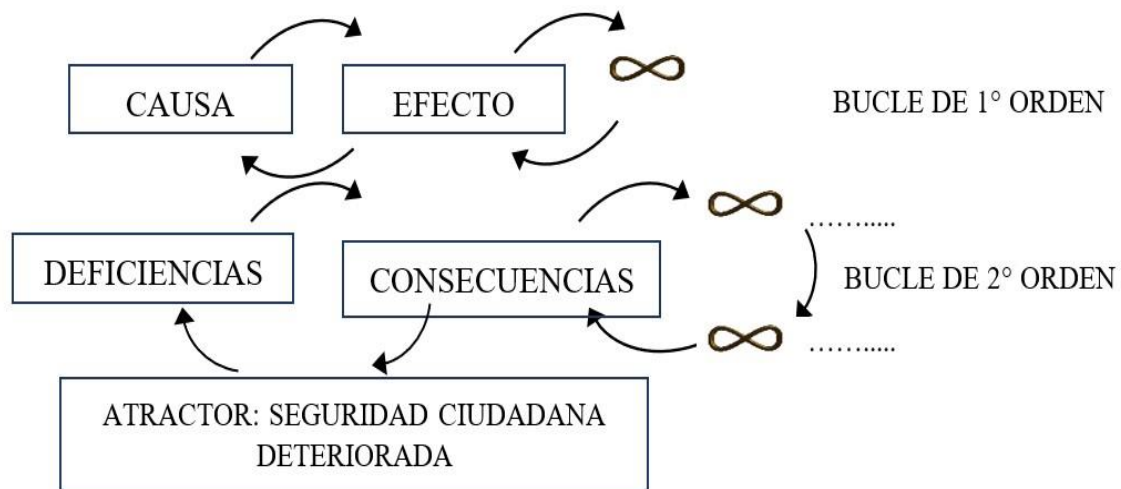 CAUSA
EFECTO
BUCLE DE 1° ORDEN
…….....
DEFICIENCIAS
CONSECUENCIAS
BUCLE DE 2° ORDEN
…….....
ATRACTOR: SEGURIDAD CIUDADANA
DETERIORADA